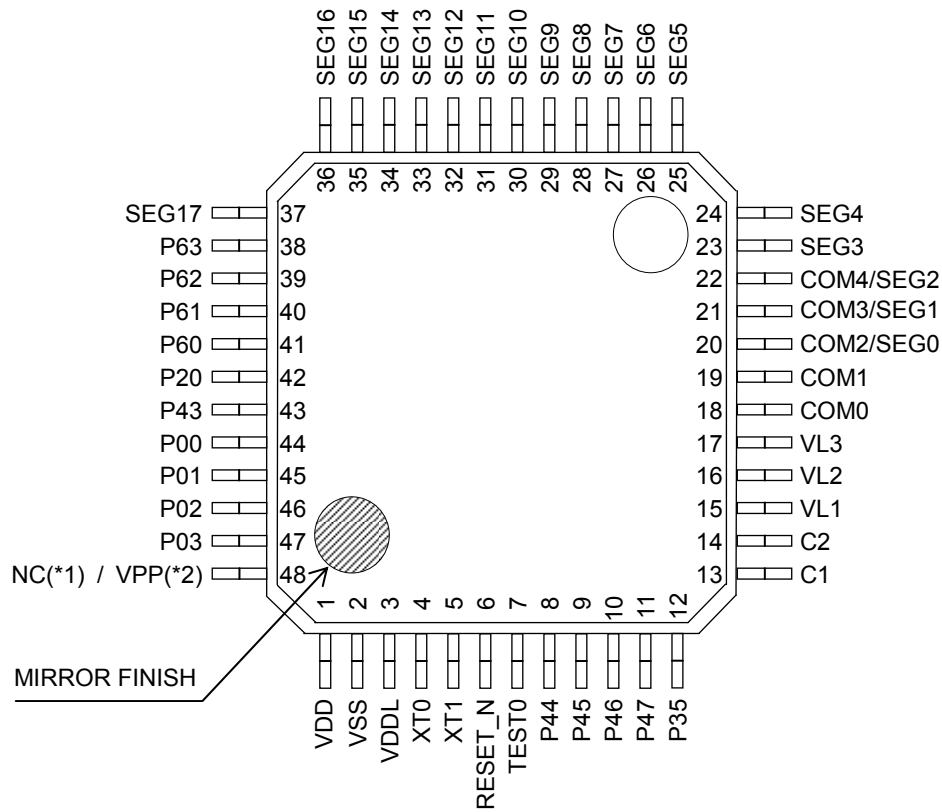 SEG16
SEG15
SEG14
SEG13
SEG12
SEG11
SEG10
SEG9
SEG8
SEG7
SEG6
SEG5
36
35
34
33
32
31
30
29
28
27
26
25
SEG17 37
P63 38
P62 39
P61 40
P60 41
P20 42
P43 43
P00 44
P01 45
P02 46
P03 47
NC(*1) / VPP(*2) 48
24 SEG4
23 SEG3
22 COM4/SEG2
21 COM3/SEG1
20 COM2/SEG0
19 COM1
18 COM0
17 VL3
16 VL2
15 VL1
14 C2
13 C1
1
2
3
4
5
6
7
8
9
10
11
12
MIRROR FINISH
VDD
VSS
VDDL
XT0
XT1
RESET_N
TEST0
P44
P45
P46
P47
P35